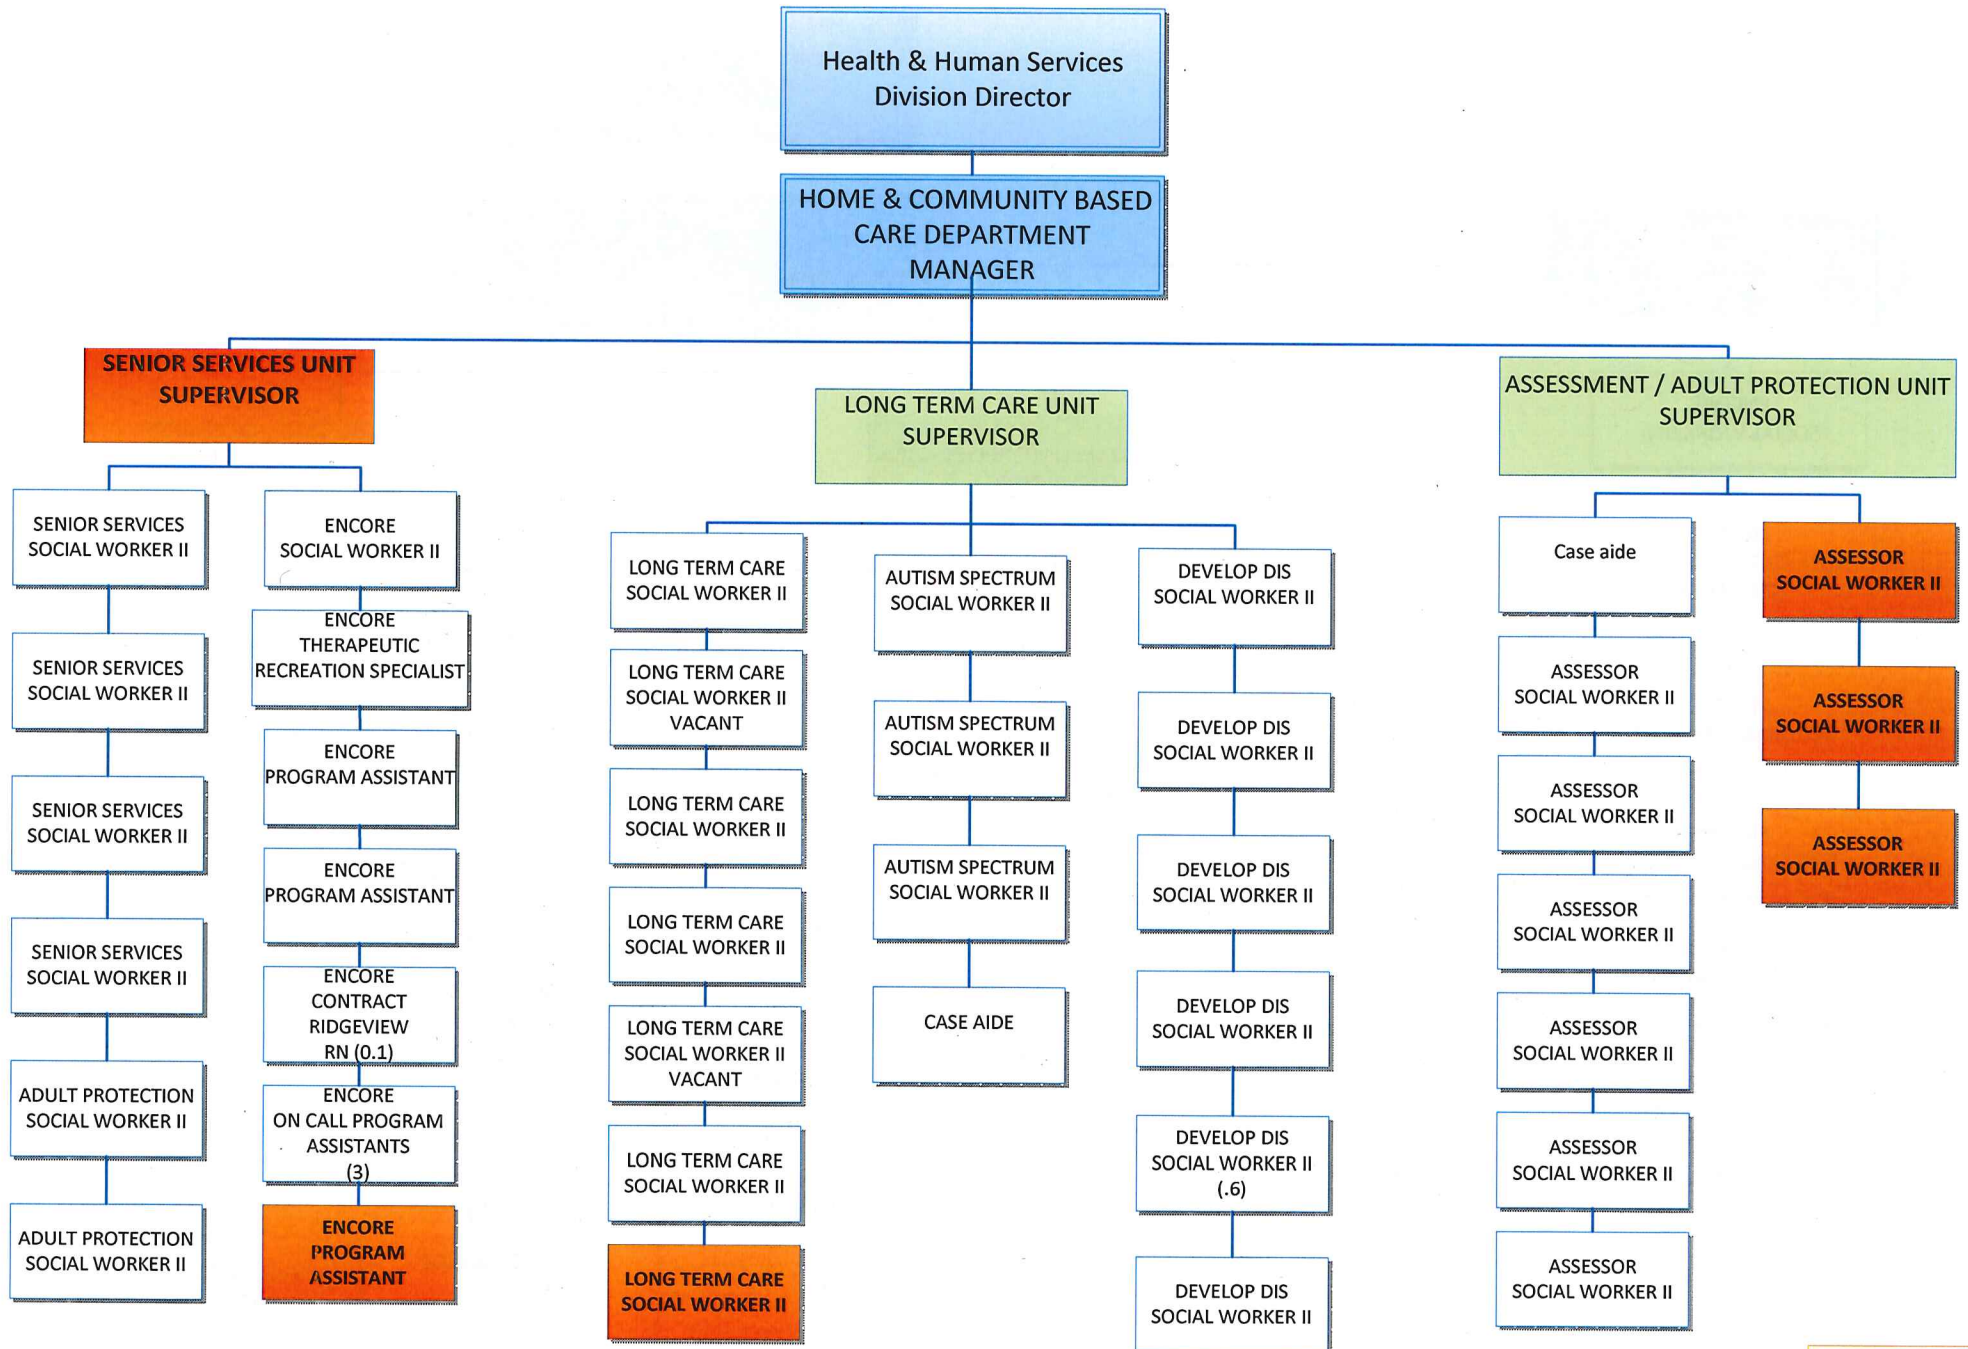 Health & Human Services
Division Director
HOME & COMMUNITY BASED
CARE DEPARTMENT
MANAGER
SENIOR SERVICES UNIT
SUPERVISOR
LONG TERM CARE UNIT
SUPERVISOR
ASSESSMENT / ADULT PROTECTION UNIT
SUPERVISOR
SENIOR SERVICES
SOCIAL WORKER II
SENIOR SERVICES
SOCIAL WORKER II
SENIOR SERVICES
SOCIAL WORKER II
SENIOR SERVICES
SOCIAL WORKER II
ADULT PROTECTION
SOCIAL WORKER II
ADULT PROTECTION
SOCIAL WORKER II
ENCORE
SOCIAL WORKER II
ENCORE
THERAPEUTIC
RECREATION SPECIALIST
ENCORE
PROGRAM ASSISTANT
ENCORE
PROGRAM ASSISTANT
ENCORE
CONTRACT
RIDGEVIEW
RN (0.1)
ENCORE
ON CALL PROGRAM
ASSISTANTS
(3)
ENCORE
PROGRAM
ASSISTANT
LONG TERM CARE
SOCIAL WORKER II
LONG TERM CARE
SOCIAL WORKER II
VACANT
LONG TERM CARE
SOCIAL WORKER II
LONG TERM CARE
SOCIAL WORKER II
LONG TERM CARE
SOCIAL WORKER II
VACANT
LONG TERM CARE
SOCIAL WORKER II
LONG TERM CARE
SOCIAL WORKER II
AUTISM SPECTRUM
SOCIAL WORKER II
AUTISM SPECTRUM
SOCIAL WORKER II
AUTISM SPECTRUM
SOCIAL WORKER II
CASE AIDE
DEVELOP DIS
SOCIAL WORKER II
DEVELOP DIS
SOCIAL WORKER II
DEVELOP DIS
SOCIAL WORKER II
DEVELOP DIS
SOCIAL WORKER II
DEVELOP DIS
SOCIAL WORKER II
(.6)
DEVELOP DIS
SOCIAL WORKER II
Case aide
ASSESSOR
SOCIAL WORKER II
ASSESSOR
SOCIAL WORKER II
ASSESSOR
SOCIAL WORKER II
ASSESSOR
SOCIAL WORKER II
ASSESSOR
SOCIAL WORKER II
ASSESSOR
SOCIAL WORKER II
ASSESSOR
SOCIAL WORKER II
ASSESSOR
SOCIAL WORKER II
ASSESSOR
SOCIAL WORKER II